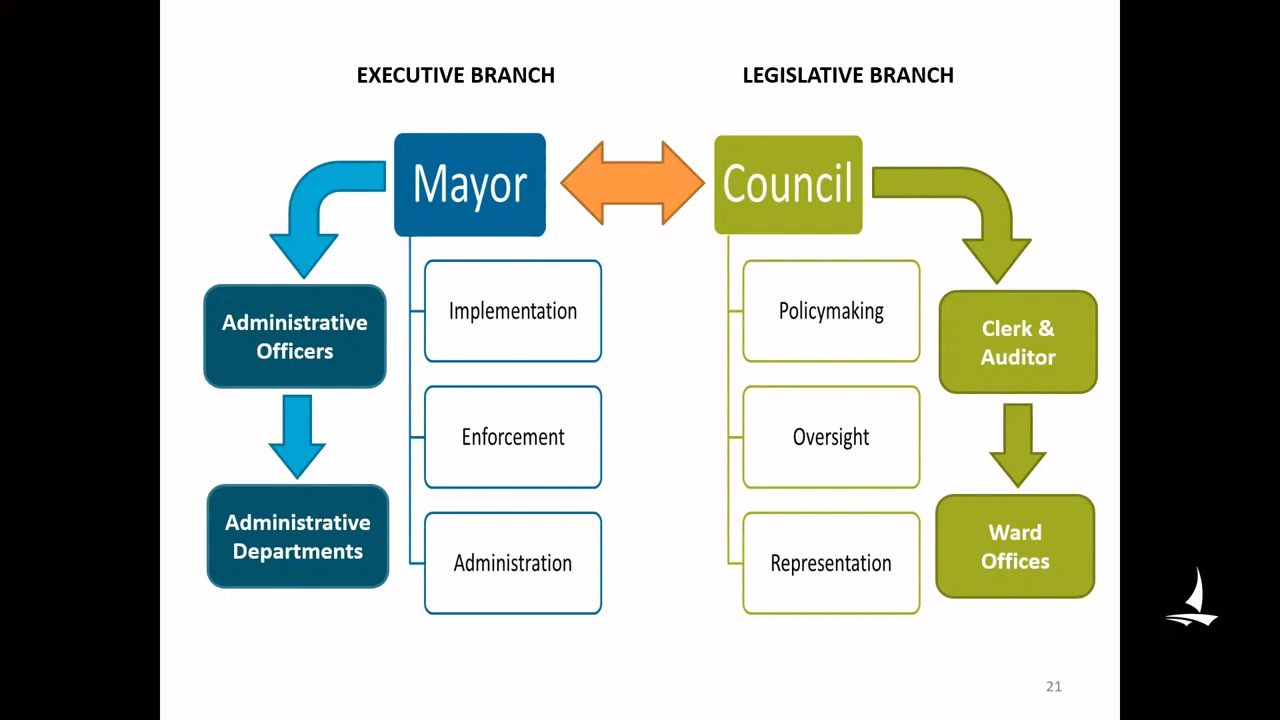 EXECUTIVE BRANCH
LEGISLATIVE BRANCH
Mayor
Council
Administrative
Officers
Administrative
Departments
Implementation
Enforcement
Administration
Policymaking
Oversight
Representation
Clerk &
Auditor
Ward
Offices
21